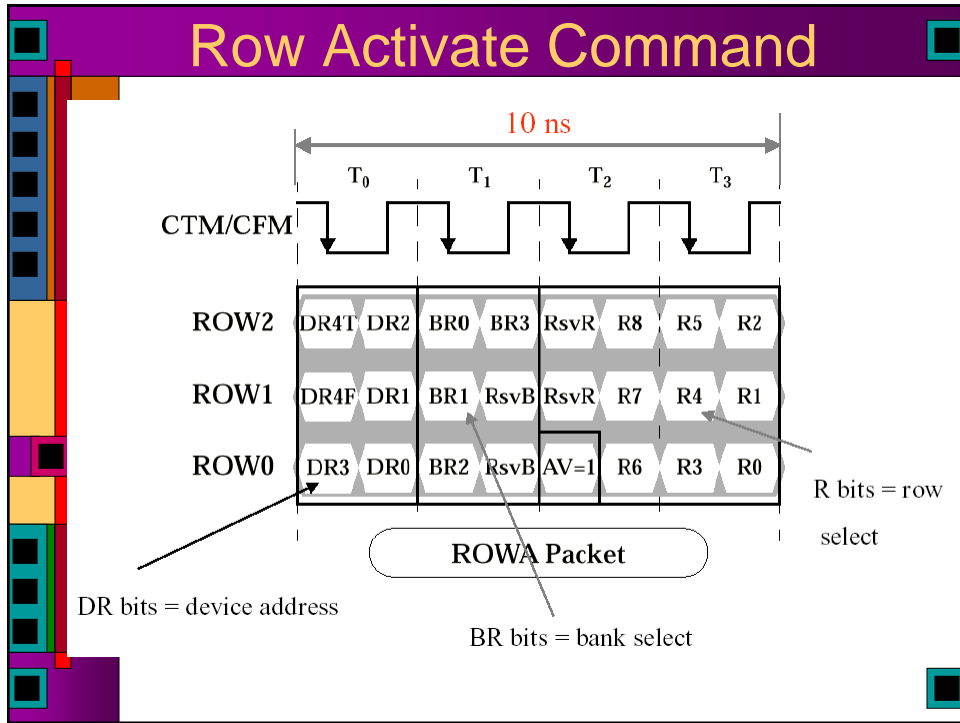 Row Activate Command
10 ns
T0 T1 T2 T3
CTM/CFM
ROW2 DR4T DR2 BR0 BR3 RsvR R8 R5 R2
ROW1 DR4F DR1 BR1 RsvB RsvR R7 R4 R1
ROW0 DR3 DR0 BR2 RsvB AV=1 R6 R3 R0
R bits = row
select
ROWA Packet
DR bits = device address
BR bits = bank select